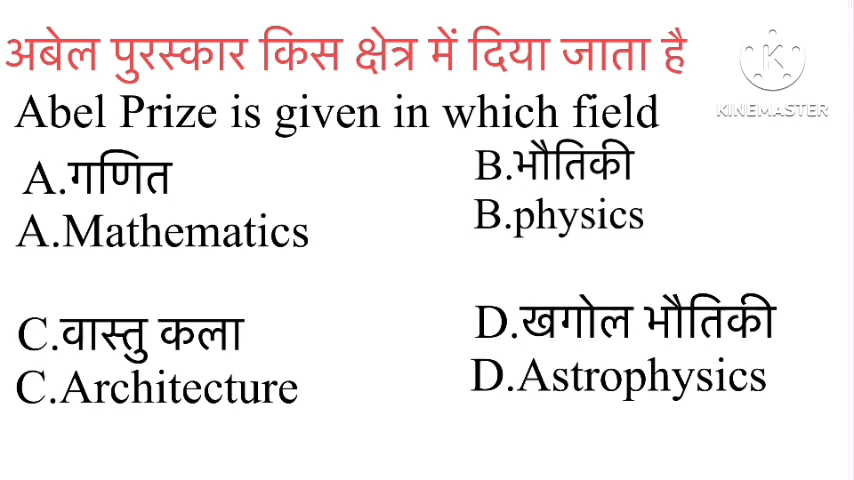 अबेल पुरस्कार किस क्षेत्र में दिया जाता है
KINEMASTER
Abel Prize is given in which field
A.गणित
A.Mathematics
B.भौतिकी
B.physics
C.वास्तु कला
C.Architecture
D.खगोल भौतिकी
D.Astrophysics